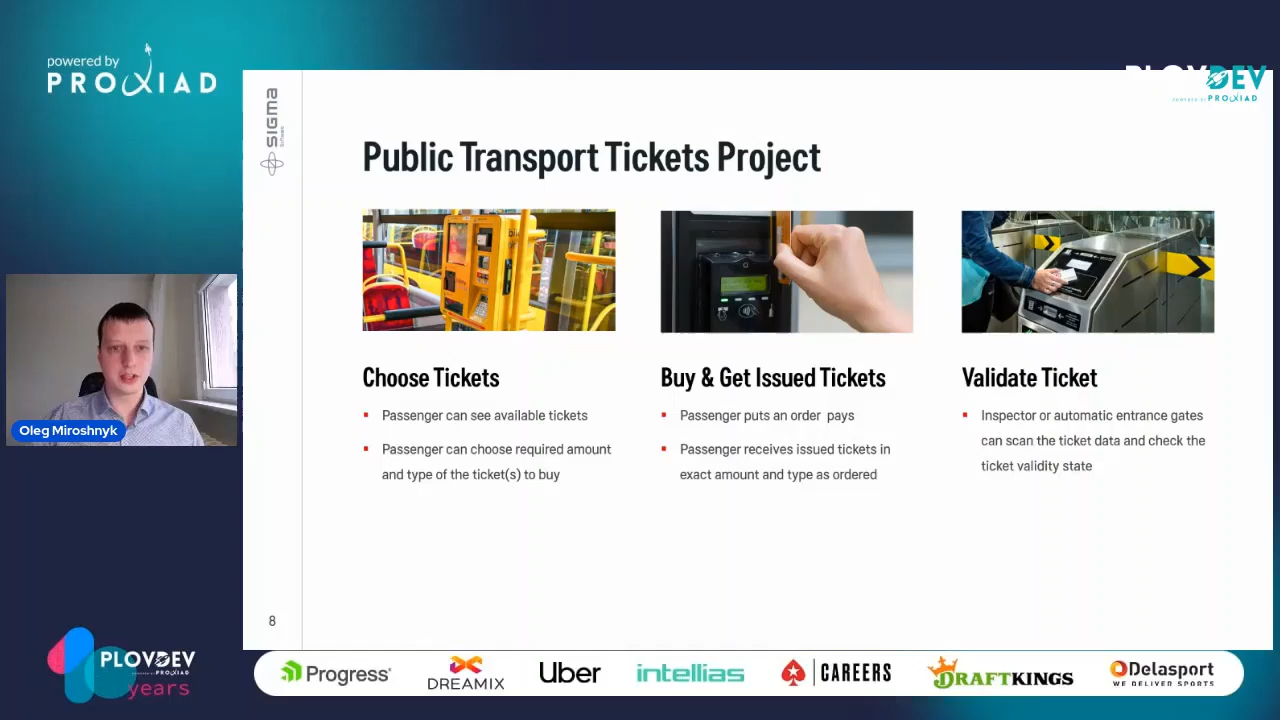 powered by
PROXIAD
PLOVDEV
POWERED BY PROXIAD
SIGMA
Software
Public Transport Tickets Project
Choose Tickets
Passenger can see available tickets
Passenger can choose required amount
and type of the ticket(s) to buy
Buy & Get Issued Tickets
Passenger puts an order pays
Passenger receives issued tickets in
exact amount and type as ordered
Validate Ticket
Inspector or automatic entrance gates
can scan the ticket data and check the
ticket validity state
Oleg Miroshnyk
8
PLOVDEV
POWERED BY PROXIAD
years
Progress
DREAMIX
Uber
intellias
CAREERS
DRAFTKINGS
Delasport
WE DELIVER SPORTS